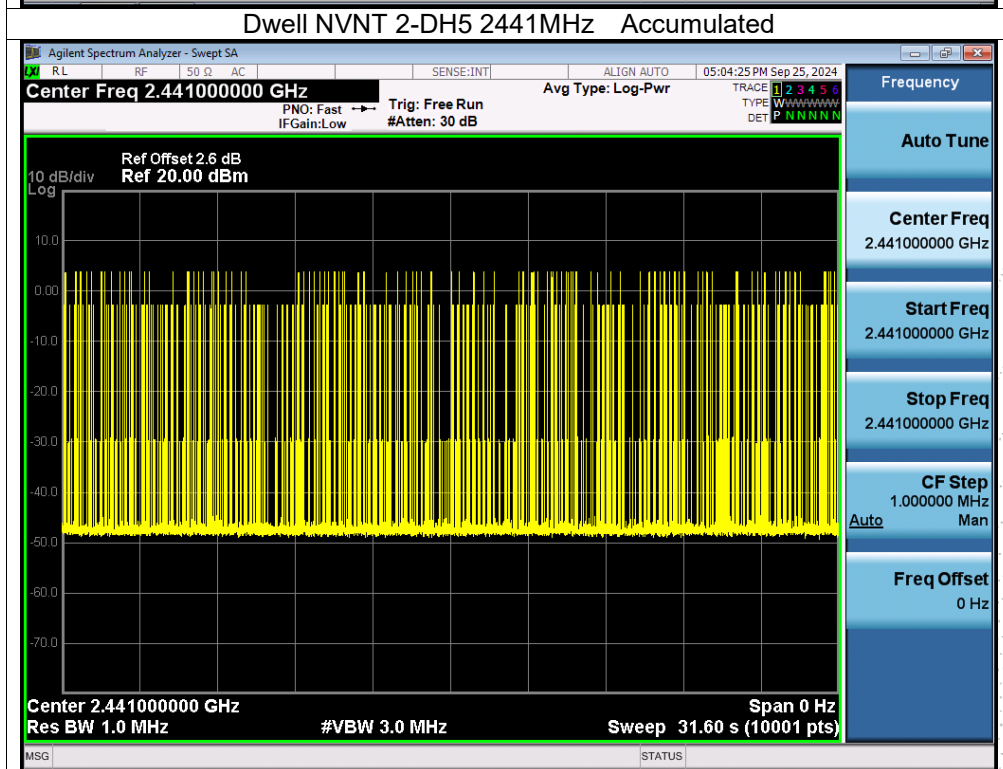 Dwell NVNT 2-DH5 2441MHz Accumulated
Agilent Spectrum Analyzer - Swept SA
LXI RL RF 50 Ω AC SENSE:INT ALIGN AUTO 05:04:25 PM Sep 25, 2024
Center Freq 2.441000000 GHz
PNO: Fast
IFGain:Low
Trig: Free Run
#Atten: 30 dB
Avg Type: Log-Pwr
TRACE 1 2 3 4 5 6
TYPE WWWWWWW
DET P N N N N N
Frequency
Auto Tune
Center Freq
2.441000000 GHz
Start Freq
2.441000000 GHz
Stop Freq
2.441000000 GHz
CF Step
1.000000 MHz
Auto Man
Freq Offset
0 Hz
Ref Offset 2.6 dB
10 dB/div Ref 20.00 dBm
Log
10.0
0.00
-10.0
-20.0
-30.0
-40.0
-50.0
-60.0
-70.0
Center 2.441000000 GHz Span 0 Hz
Res BW 1.0 MHz #VBW 3.0 MHz Sweep 31.60 s (10001 pts)
MSG STATUS